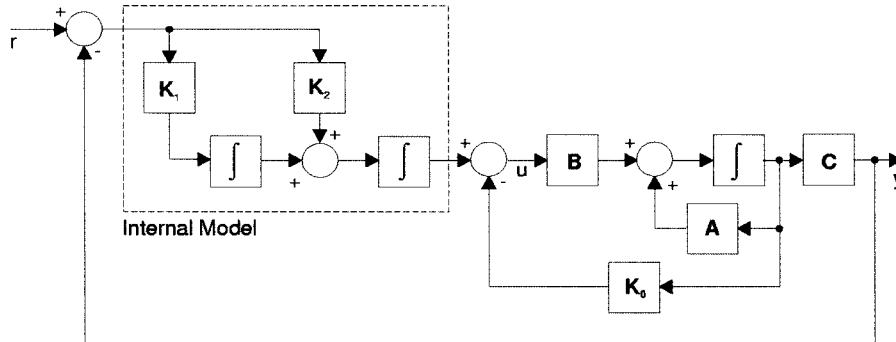 +
r
-
K₁
K₂
+
∫
+
∫
+
-
u
B
+
+
∫
C
y
A
K₀
Internal Model